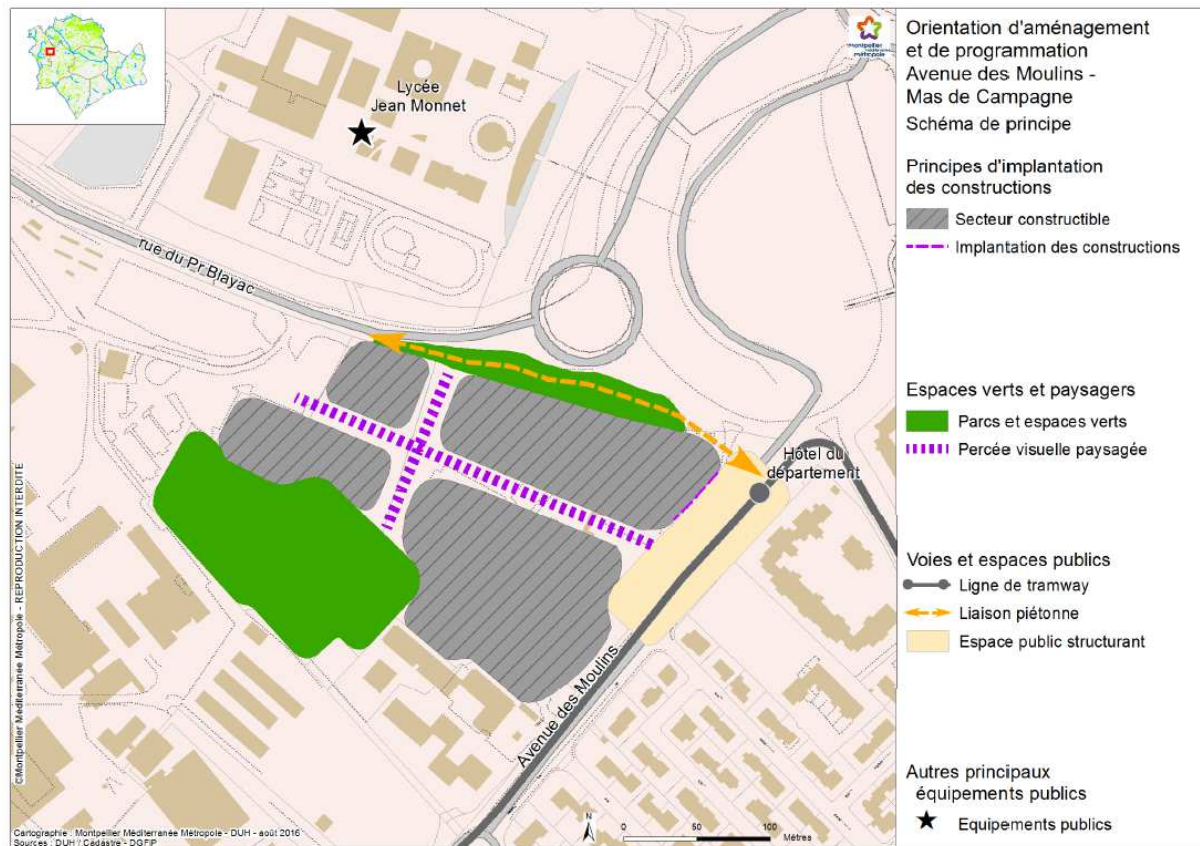 Lycée
Jean Monnet
rue du Pr Blayac
Hôtel du
département
Avenue des Moulins
©Montpellier Méditerranée Métropole - REPRODUCTION INTERDITE
Cartographie : Montpellier Méditerranée Métropole - DUH - août 2016
Sources : DUH / Cadastre - DGFIP
N
0 50 100
Mètres
Montpellier
méditerranée
métropole
Orientation d'aménagement
et de programmation
Avenue des Moulins -
Mas de Campagne
Schéma de principe
Principes d'implantation
des constructions
Secteur constructible
Implantation des constructions
Espaces verts et paysagers
Parcs et espaces verts
Percée visuelle paysagée
Voies et espaces publics
Ligne de tramway
Liaison piétonne
Espace public structurant
Autres principaux
équipements publics
Equipements publics